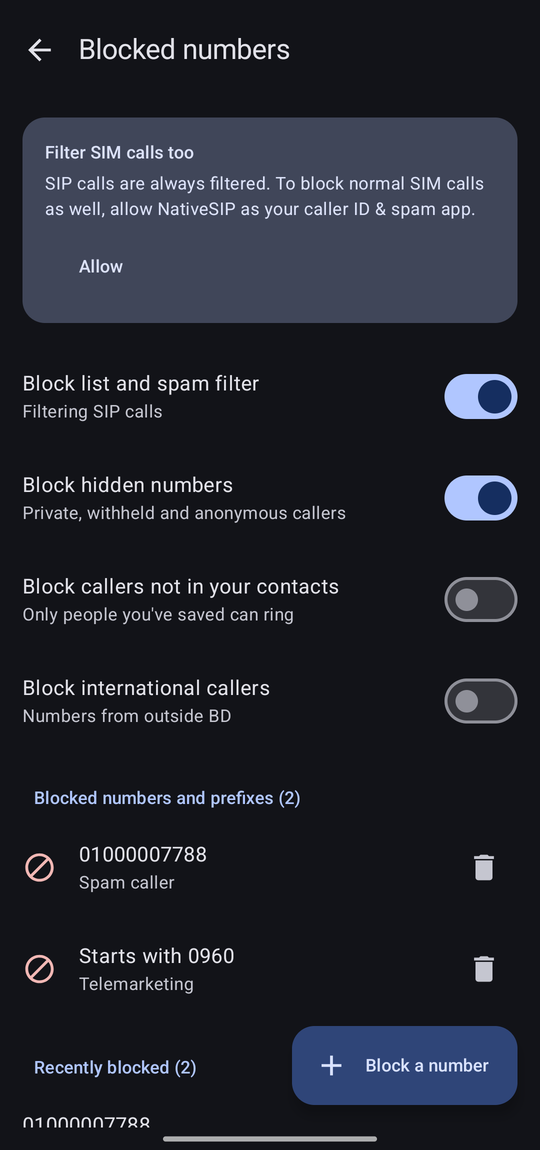 Blocked numbers
Filter SIM calls too
SIP calls are always filtered. To block normal SIM calls
as well, allow NativeSIP as your caller ID & spam app.
Allow
Block list and spam filter
Filtering SIP calls
Block hidden numbers
Private, withheld and anonymous callers
Block callers not in your contacts
Only people you've saved can ring
Block international callers
Numbers from outside BD
Blocked numbers and prefixes (2)
01000007788
Spam caller
Starts with 0960
Telemarketing
Recently blocked (2)
Block a number
01000007788